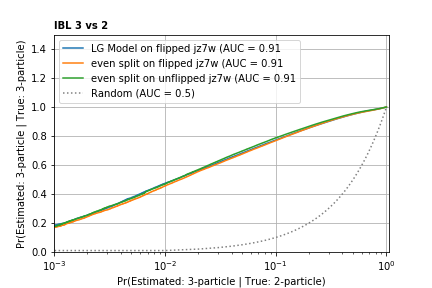 IBL 3 vs 2
LG Model on flipped jz7w (AUC = 0.91
even split on flipped jz7w (AUC = 0.91
even split on unflipped jz7w (AUC = 0.91
Random (AUC = 0.5)
Pr(Estimated: 3-particle | True: 3-particle)
1.4
1.2
1.0
0.8
0.6
0.4
0.2
0.0
10⁻³ 10⁻² 10⁻¹ 10⁰
Pr(Estimated: 3-particle | True: 2-particle)